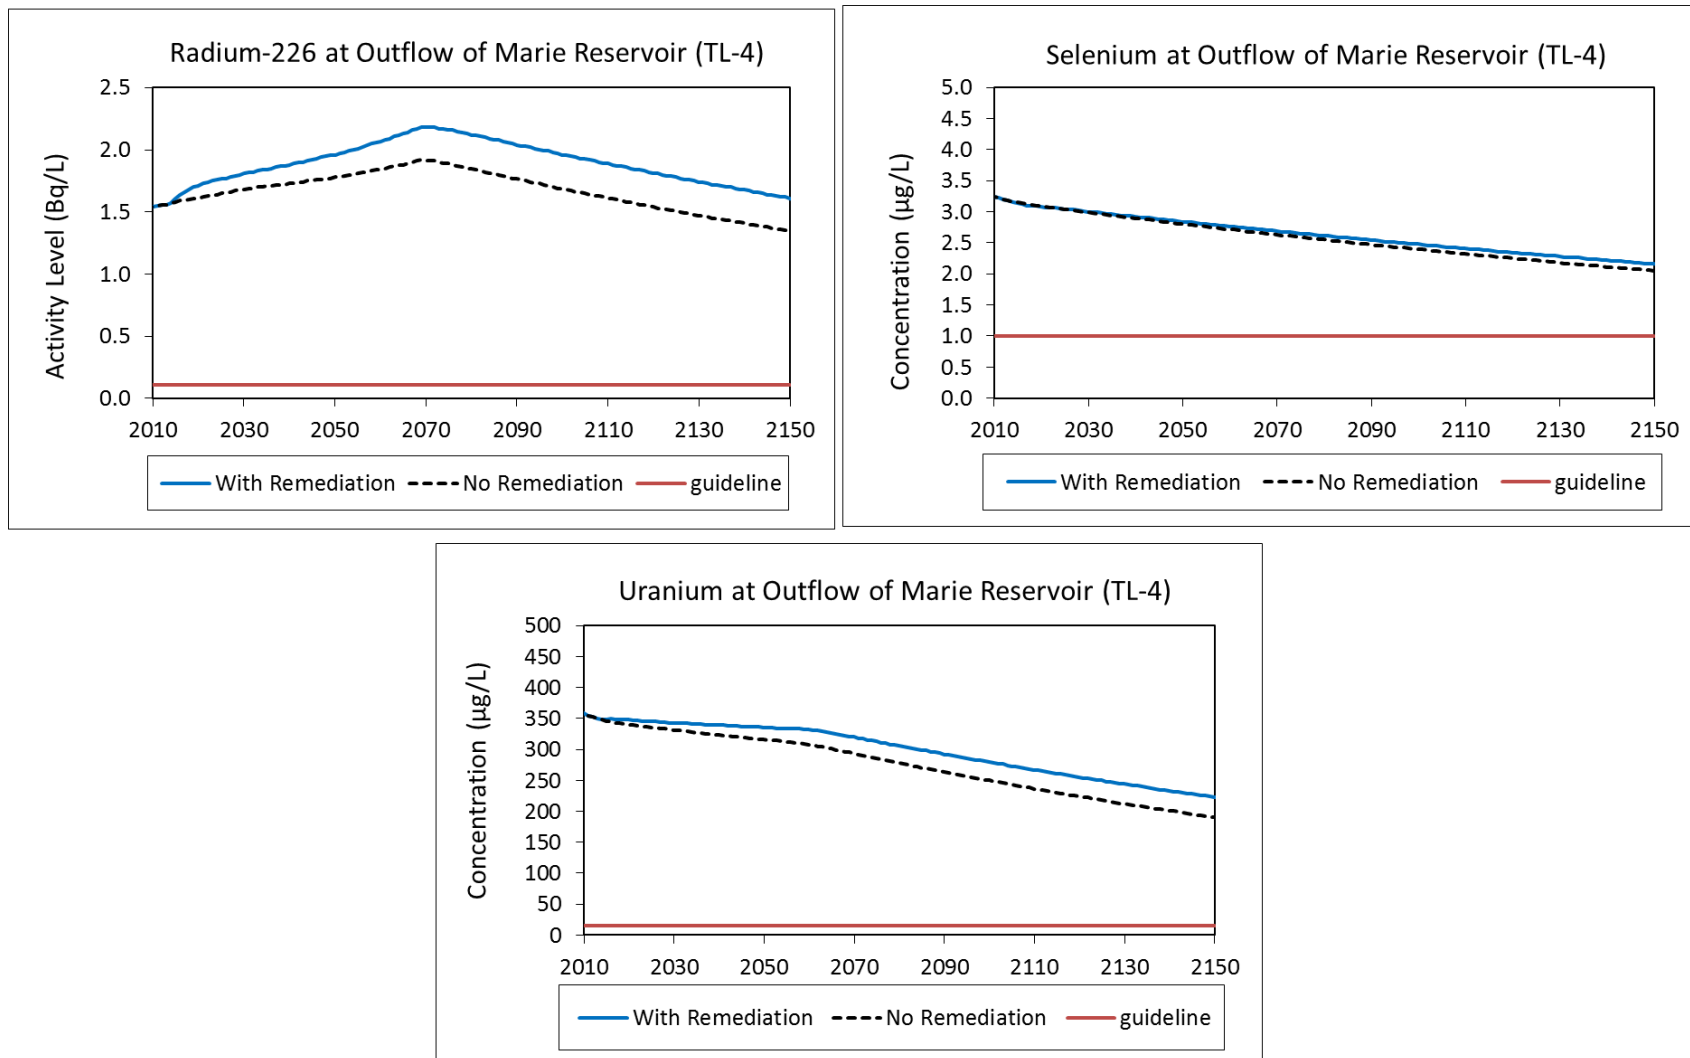 Radium-226 at Outflow of Marie Reservoir (TL-4)
Activity Level (Bq/L)
2.5
2.0
1.5
1.0
0.5
0.0
2010 2030 2050 2070 2090 2110 2130 2150
With Remediation No Remediation guideline
Selenium at Outflow of Marie Reservoir (TL-4)
Concentration (µg/L)
5.0
4.5
4.0
3.5
3.0
2.5
2.0
1.5
1.0
0.5
0.0
2010 2030 2050 2070 2090 2110 2130 2150
With Remediation No Remediation guideline
Uranium at Outflow of Marie Reservoir (TL-4)
Concentration (µg/L)
500
450
400
350
300
250
200
150
100
50
0
2010 2030 2050 2070 2090 2110 2130 2150
With Remediation No Remediation guideline